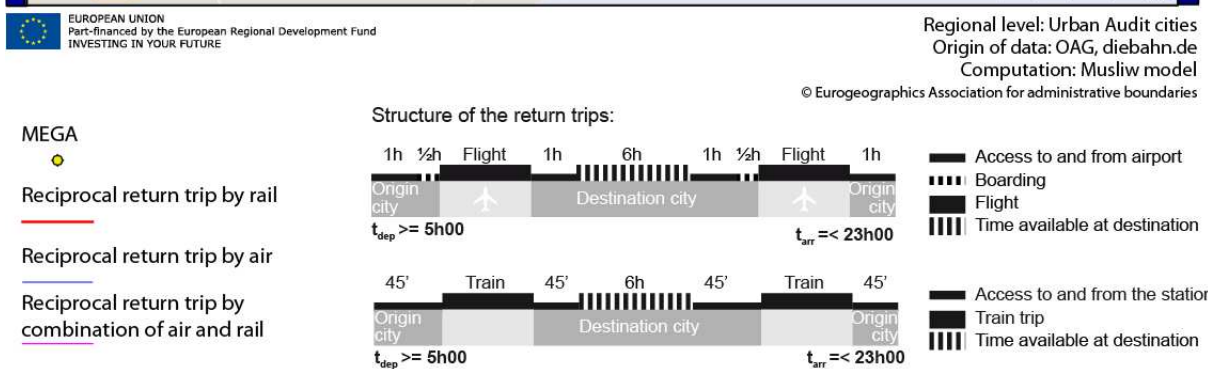 EUROPEAN UNION
Part-financed by the European Regional Development Fund
INVESTING IN YOUR FUTURE
Regional level: Urban Audit cities
Origin of data: OAG, diebahn.de
Computation: Musliw model
© Eurogeographics Association for administrative boundaries
MEGA
Reciprocal return trip by rail
Reciprocal return trip by air
Reciprocal return trip by
combination of air and rail
Structure of the return trips:
1h ½h Flight 1h 6h 1h ½h Flight 1h
Origin
city
Destination city
Origin
city
tdep >= 5h00
tarr =< 23h00
Access to and from airport
Boarding
Flight
Time available at destination
45' Train 45' 6h 45' Train 45'
Origin
city
Destination city
Origin
city
tdep >= 5h00
tarr =< 23h00
Access to and from the station
Train trip
Time available at destination